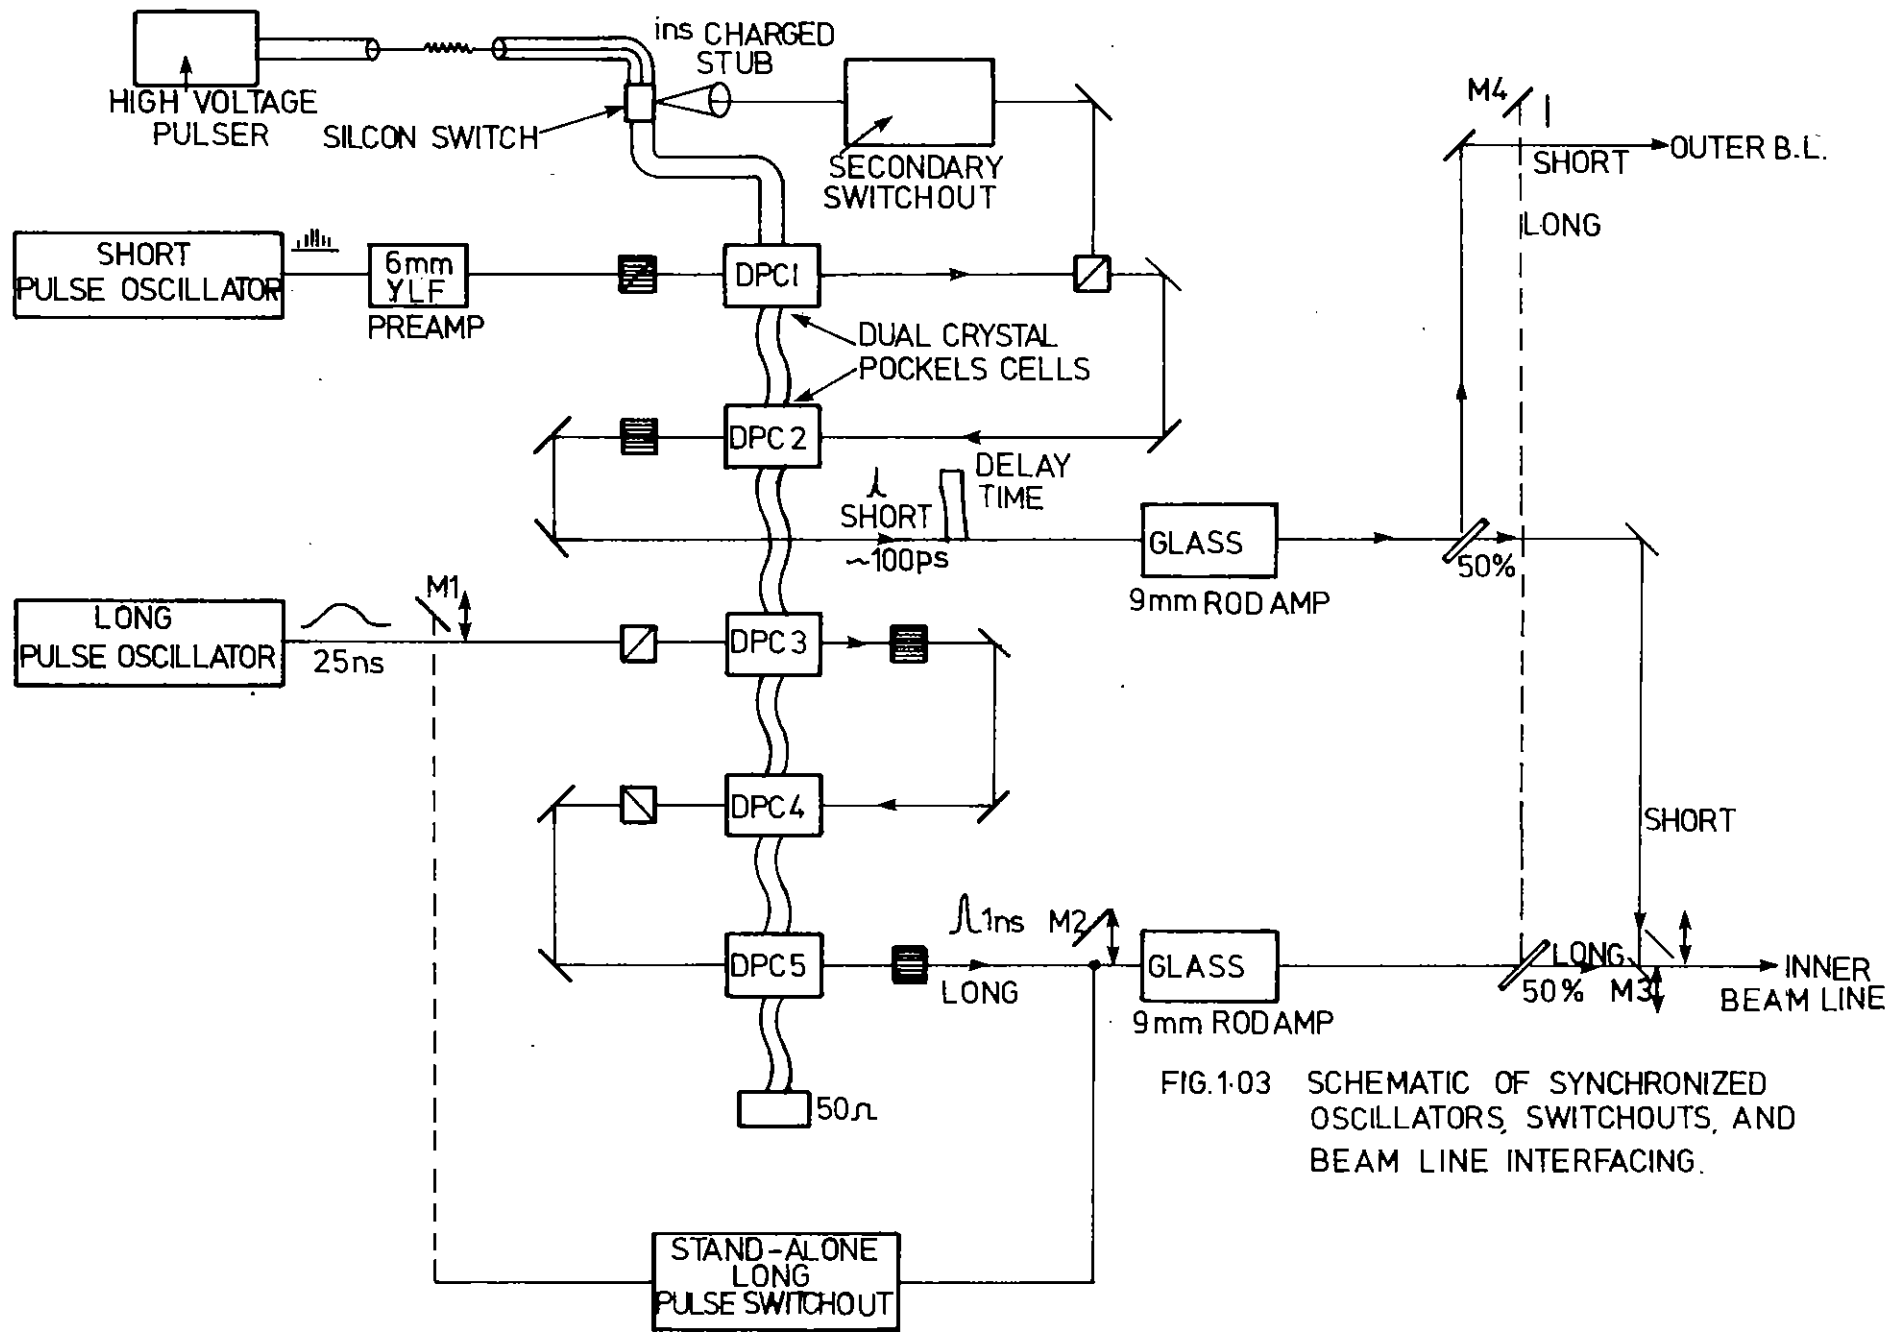 ins CHARGED
STUB
HIGH VOLTAGE
PULSER
SILCON SWITCH
SECONDARY
SWITCHOUT
M4
SHORT
OUTER B.L.
LONG
SHORT
PULSE OSCILLATOR
6mm
YLF
PREAMP
DPC1
DUAL CRYSTAL
POCKELS CELLS
DPC2
DELAY
TIME
SHORT
~100ps
GLASS
9mm ROD AMP
50%
LONG
PULSE OSCILLATOR
25ns
M1
DPC3
DPC4
SHORT
DPC5
1ns
M2
LONG
GLASS
9mm ROD AMP
LONG
50%
M3
INNER
BEAM LINE
50Ω
FIG.1·03 SCHEMATIC OF SYNCHRONIZED
OSCILLATORS, SWITCHOUTS, AND
BEAM LINE INTERFACING.
STAND-ALONE
LONG
PULSE SWITCHOUT